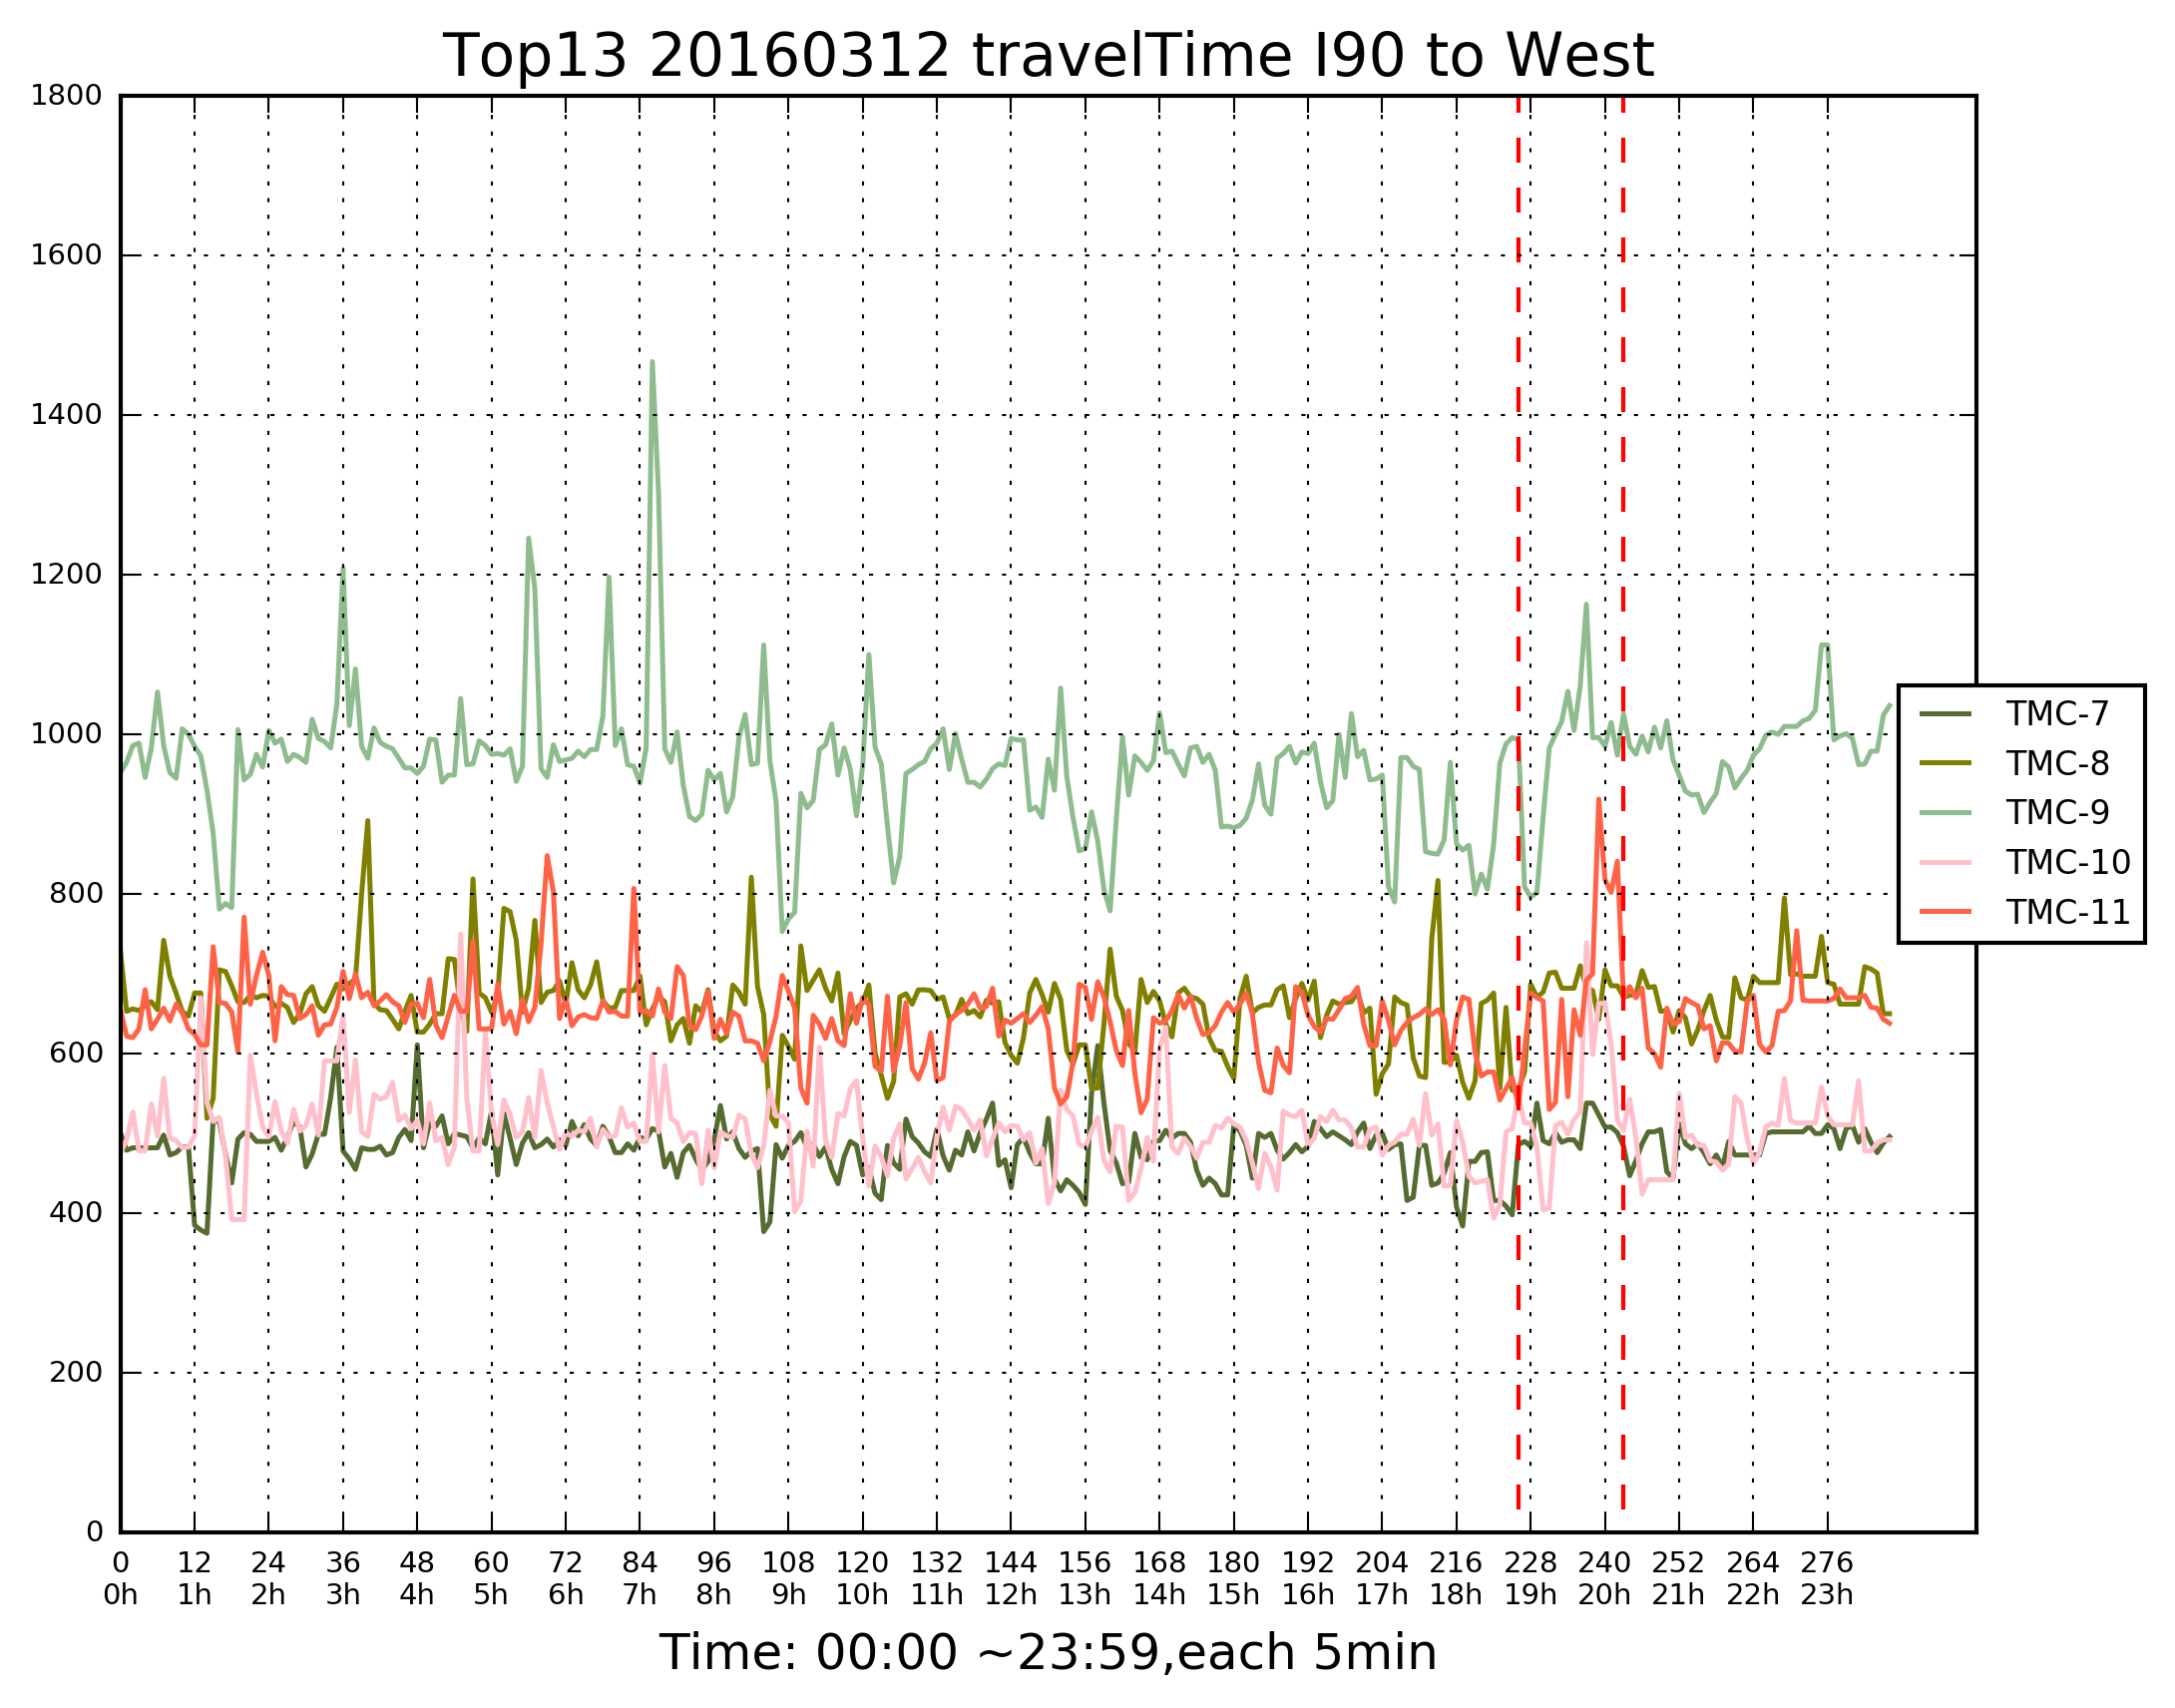 Top13 20160312 travelTime I90 to West
1800
1600
1400
1200
1000
800
600
400
200
0
TMC-7
TMC-8
TMC-9
TMC-10
TMC-11
0 12 24 36 48 60 72 84 96 108 120 132 144 156 168 180 192 204 216 228 240 252 264 276
0h 1h 2h 3h 4h 5h 6h 7h 8h 9h 10h 11h 12h 13h 14h 15h 16h 17h 18h 19h 20h 21h 22h 23h
Time: 00:00 ~23:59,each 5min